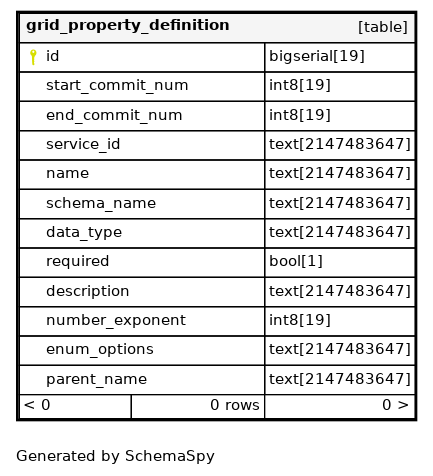 grid_property_definition [table]
id bigserial[19]
start_commit_num int8[19]
end_commit_num int8[19]
service_id text[2147483647]
name text[2147483647]
schema_name text[2147483647]
data_type text[2147483647]
required bool[1]
description text[2147483647]
number_exponent int8[19]
enum_options text[2147483647]
parent_name text[2147483647]
< 0 0 rows 0 >
Generated by SchemaSpy